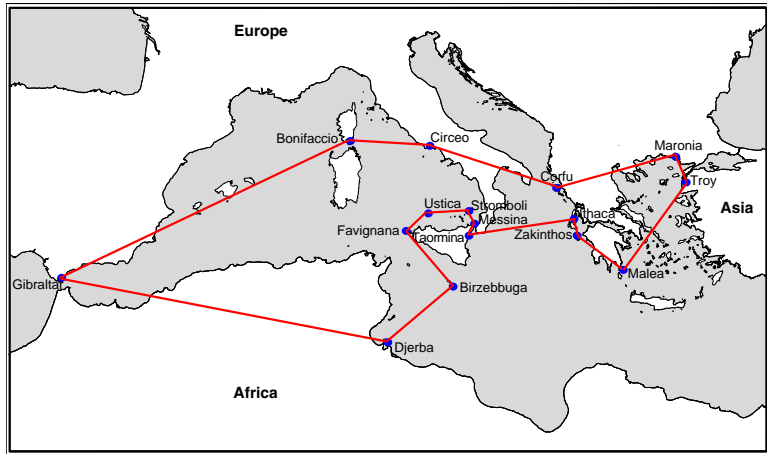 Europe
Bonifaccio
Circeo
Maronia
Corfu
Troy
Ustica
Stromboli
Asia
Messina
Ithaca
Favignana
Taormina
Zakinthos
Malea
Gibraltar
Birzebbuga
Djerba
Africa